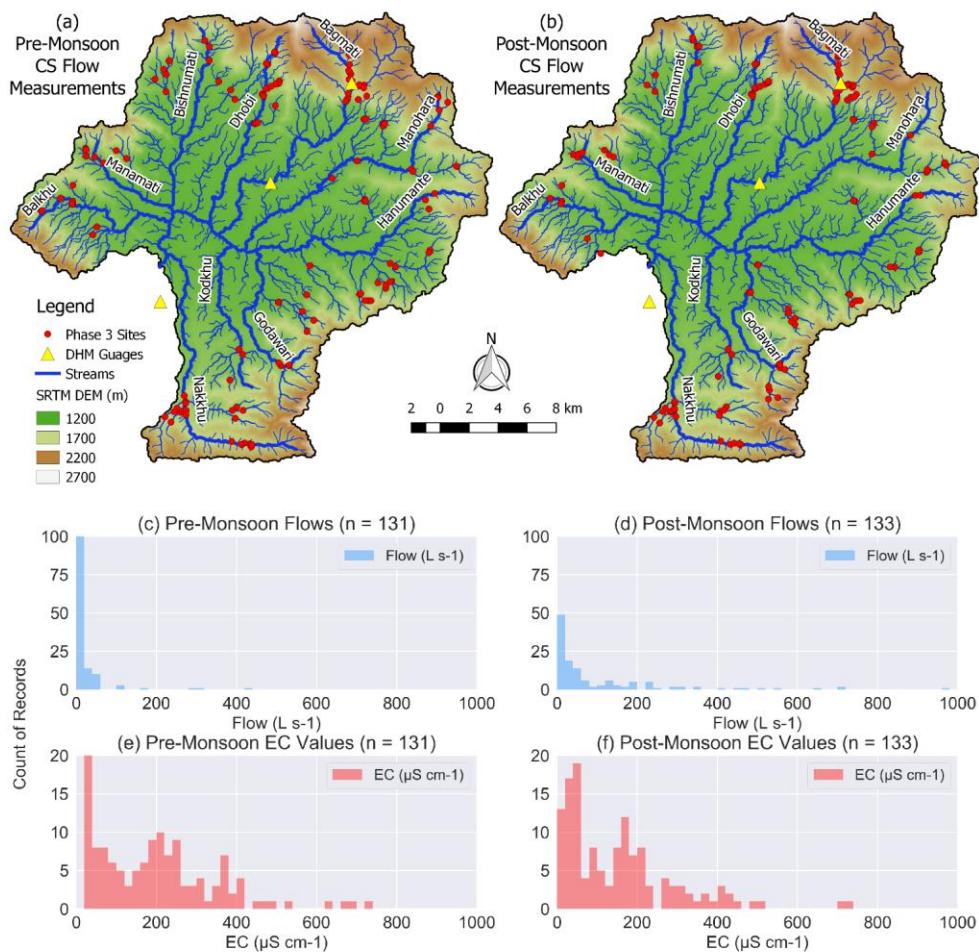 (a)
Pre-Monsoon
CS Flow
Measurements
Bishnumati
Dhobi
Bagmati
Manohara
Manamati
Balkhu
Hanumante
Kodkhu
Godawari
Nakkhu
Legend
Phase 3 Sites
DHM Guages
Streams
SRTM DEM (m)
1200
1700
2200
2700
N
2 0 2 4 6 8 km
(b)
Post-Monsoon
CS Flow
Measurements
Bishnumati
Dhobi
Bagmati
Manohara
Manamati
Balkhu
Hanumante
Kodkhu
Godawari
Nakkhu
Count of Records
(c) Pre-Monsoon Flows (n = 131)
Flow (L s-1)
100
75
50
25
0
0 200 400 600 800 1000
Flow (L s-1)
(d) Post-Monsoon Flows (n = 133)
Flow (L s-1)
100
75
50
25
0
0 200 400 600 800 1000
Flow (L s-1)
(e) Pre-Monsoon EC Values (n = 131)
EC (µS cm-1)
20
15
10
5
0
0 200 400 600 800 1000
EC (µS cm-1)
(f) Post-Monsoon EC Values (n = 133)
EC (µS cm-1)
20
15
10
5
0
0 200 400 600 800 1000
EC (µS cm-1)